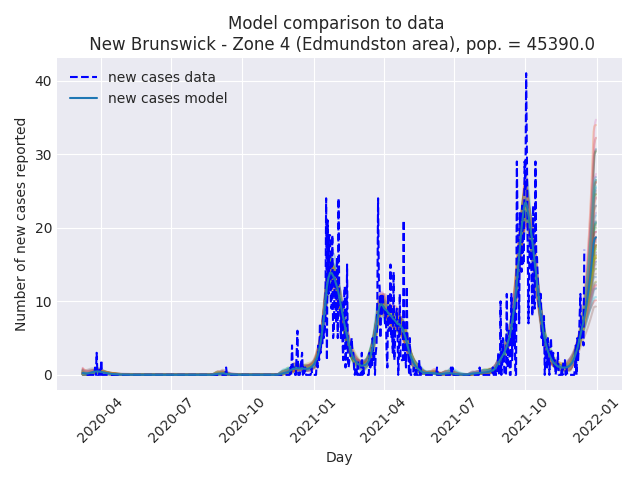 Model comparison to data
New Brunswick - Zone 4 (Edmundston area), pop. = 45390.0
new cases data
new cases model
Number of new cases reported
40
30
20
10
0
2020-04
2020-07
2020-10
2021-01
2021-04
2021-07
2021-10
2022-01
Day